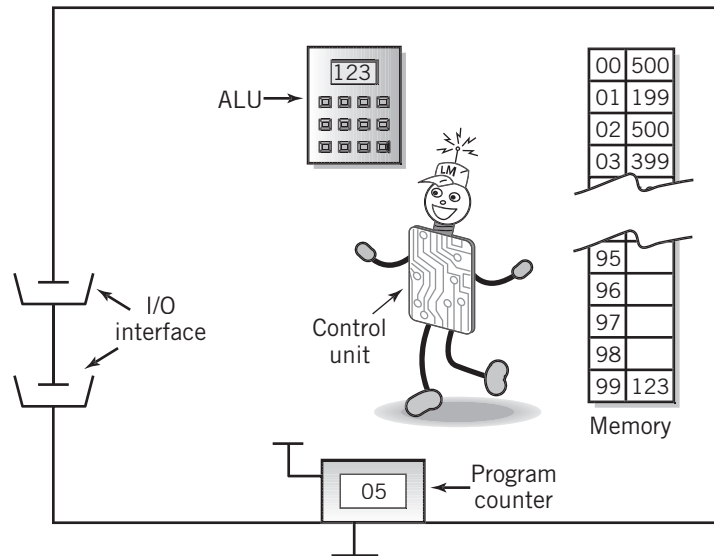 123
ALU
LM
00 500
01 199
02 500
03 399
95
96
97
98
99 123
Memory
I/O
interface
Control
unit
05
Program
counter